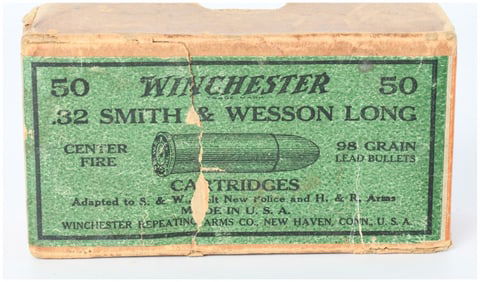 50 WINCHESTER 50
.32 SMITH & WESSON LONG
CENTER FIRE
98 GRAIN
LEAD BULLETS
CARTRIDGES
Adapted to S. & W., Colt New Police and H. & R. Arms
MADE IN U. S. A.
WINCHESTER REPEATING ARMS CO., NEW HAVEN, CONN., U. S. A.